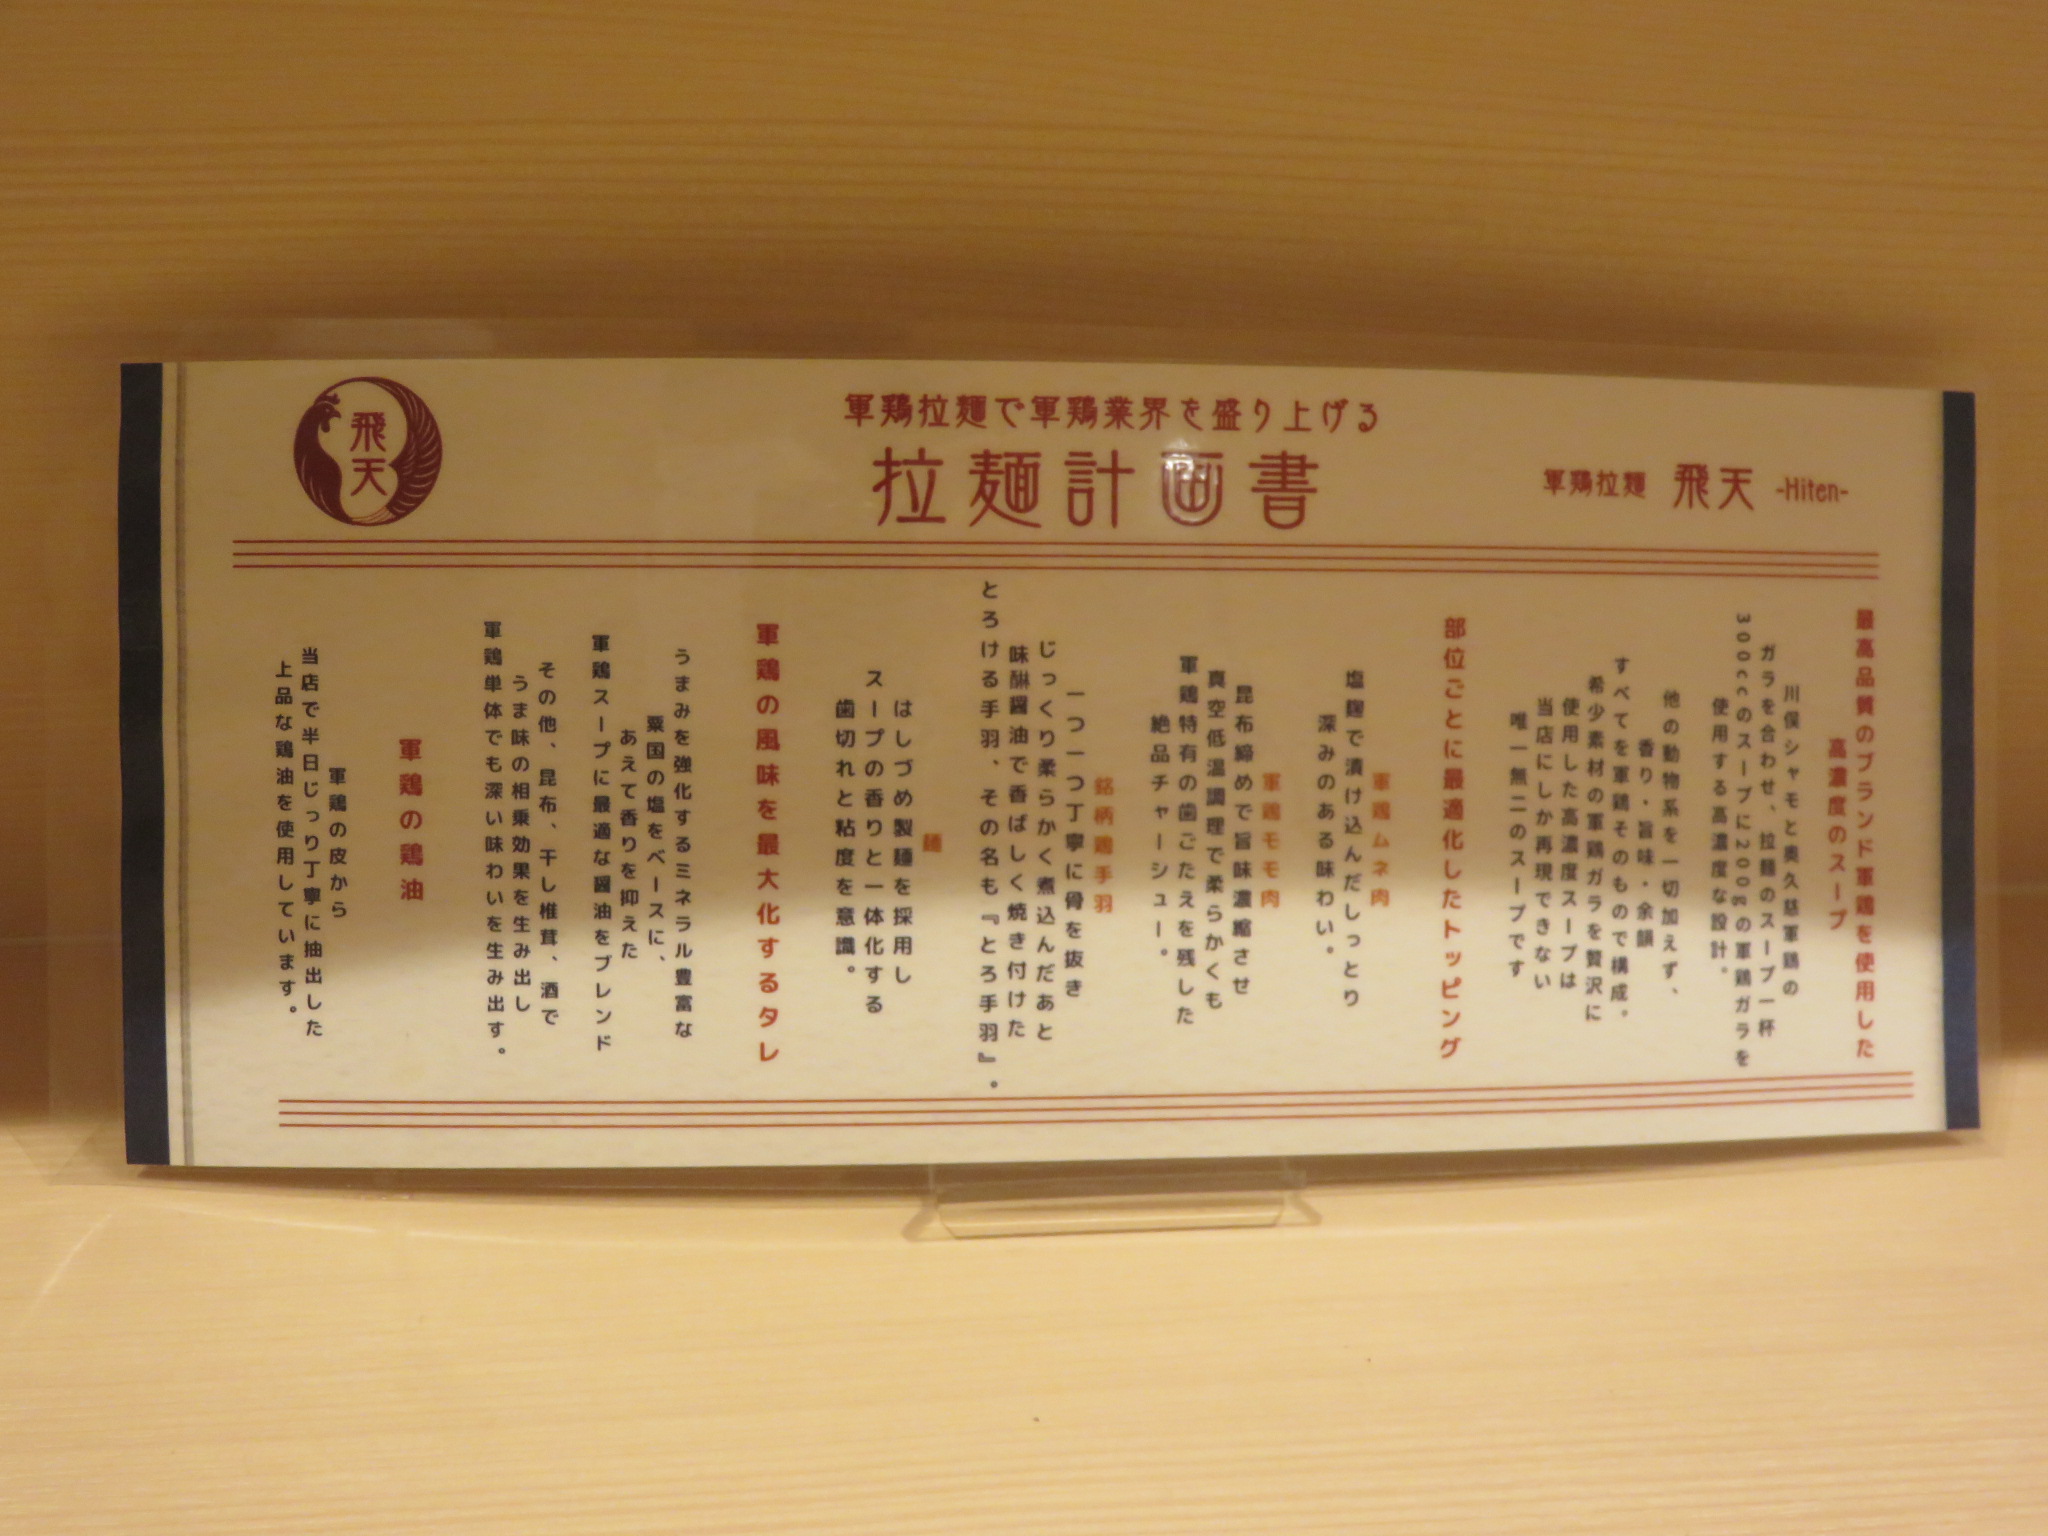 飛天
軍鶏拉麺で軍鶏業界を盛り上げる
拉麺計画書
軍鶏拉麺 飛天 -Hiten-
最高品質のブランド軍鶏を使用した
高濃度のスープ
川俣シャモと奥久慈軍鶏の
ガラを合わせ、拉麺のスープ一杯
300ccのスープに200gの軍鶏ガラを
使用する高濃度な設計。
他の動物系を一切加えず、
香り・旨味・余韻
すべてを軍鶏そのもので構成。
希少素材の軍鶏ガラを贅沢に
使用した高濃度スープは
当店にしか再現できない
唯一無二のスープです
部位ごとに最適化したトッピング
軍鶏ムネ肉
塩麹で漬け込んだしっとり
深みのある味わい。
軍鶏モモ肉
昆布締めで旨味濃縮させ
真空低温調理で柔らかくも
軍鶏特有の歯ごたえを残した
絶品チャーシュー。
銘柄鶏手羽
一つ一つ丁寧に骨を抜き
じっくり柔らかく煮込んだあと
味醂醤油で香ばしく焼き付けた
とろける手羽、その名も『とろ手羽』。
麺
はしづめ製麺を採用し
スープの香りと一体化する
歯切れと粘度を意識。
軍鶏の風味を最大化するタレ
うまみを強化するミネラル豊富な
粟国の塩をベースに、
あえて香りを抑えた
軍鶏スープに最適な醤油をブレンド
その他、昆布、干し椎茸、酒で
うま味の相乗効果を生み出し
軍鶏単体でも深い味わいを生み出す。
軍鶏の鶏油
軍鶏の皮から
当店で半日じっり丁寧に抽出した
上品な鶏油を使用しています。